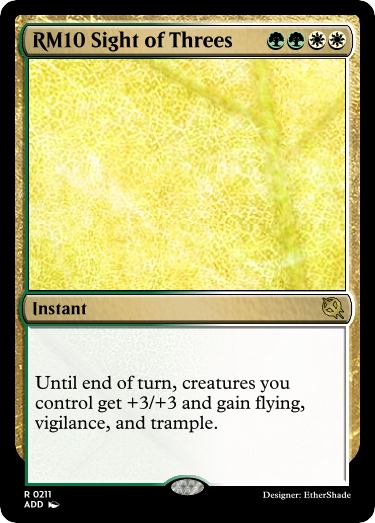 RM10 Sight of Threes
Instant
Until end of turn, creatures you
control get +3/+3 and gain flying,
vigilance, and trample.
R 0211
ADD
Designer: EtherShade